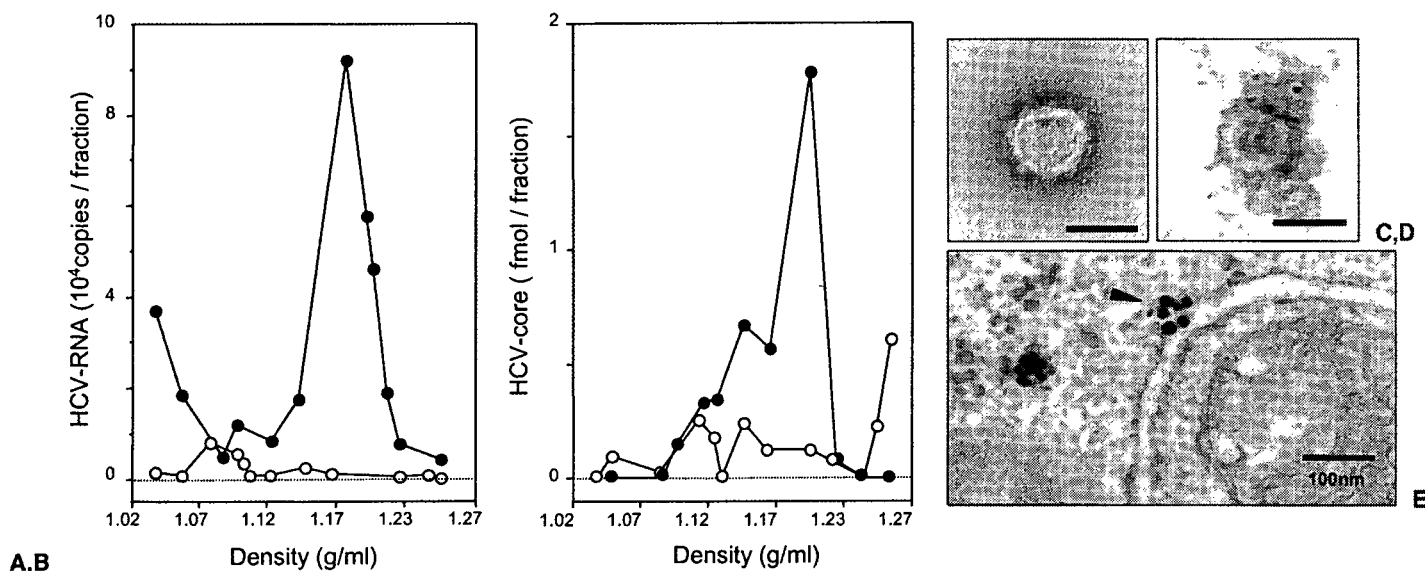 10
8
4
2
0
HCV-RNA (10⁴copies / fraction)
1.02
1.07
1.12
1.17
1.23
1.27
Density (g/ml)
A,B
2
1
0
HCV-core ( fmol / fraction)
1.02
1.07
1.12
1.17
1.23
1.27
Density (g/ml)
C,D
100nm
E